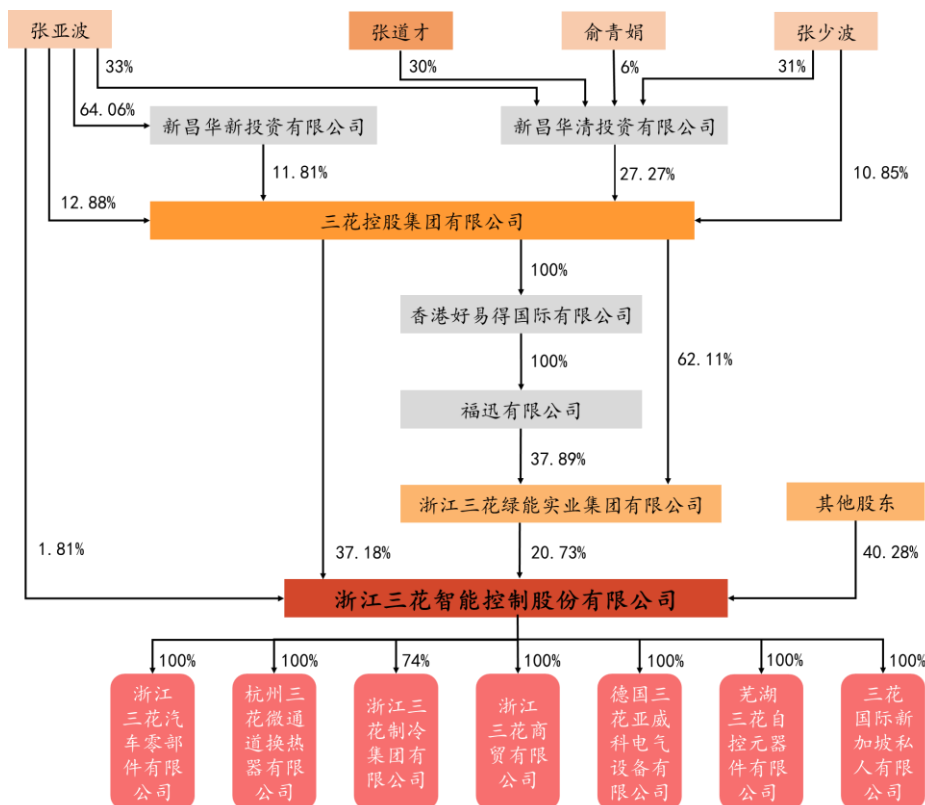 张亚波
张道才
俞青娟
张少波
33%
30%
6%
31%
64.06%
新昌华新投资有限公司
新昌华清投资有限公司
11.81%
27.27%
10.85%
12.88%
三花控股集团有限公司
100%
香港好易得国际有限公司
100%
62.11%
福迅有限公司
37.89%
浙江三花绿能实业集团有限公司
其他股东
1.81%
37.18%
20.73%
40.28%
浙江三花智能控制股份有限公司
100%
100%
74%
100%
100%
100%
100%
浙江
三花汽
车零部
件有限
公司
杭州三
花微通
道换热
器有限
公司
浙江三
花制冷
集团有
限公司
浙江
三花商
贸有限
公司
德国三
花亚威
科电气
设备有
限公司
芜湖
三花自
控元器
件有限
公司
三花
国际新
加坡私
人有限
公司